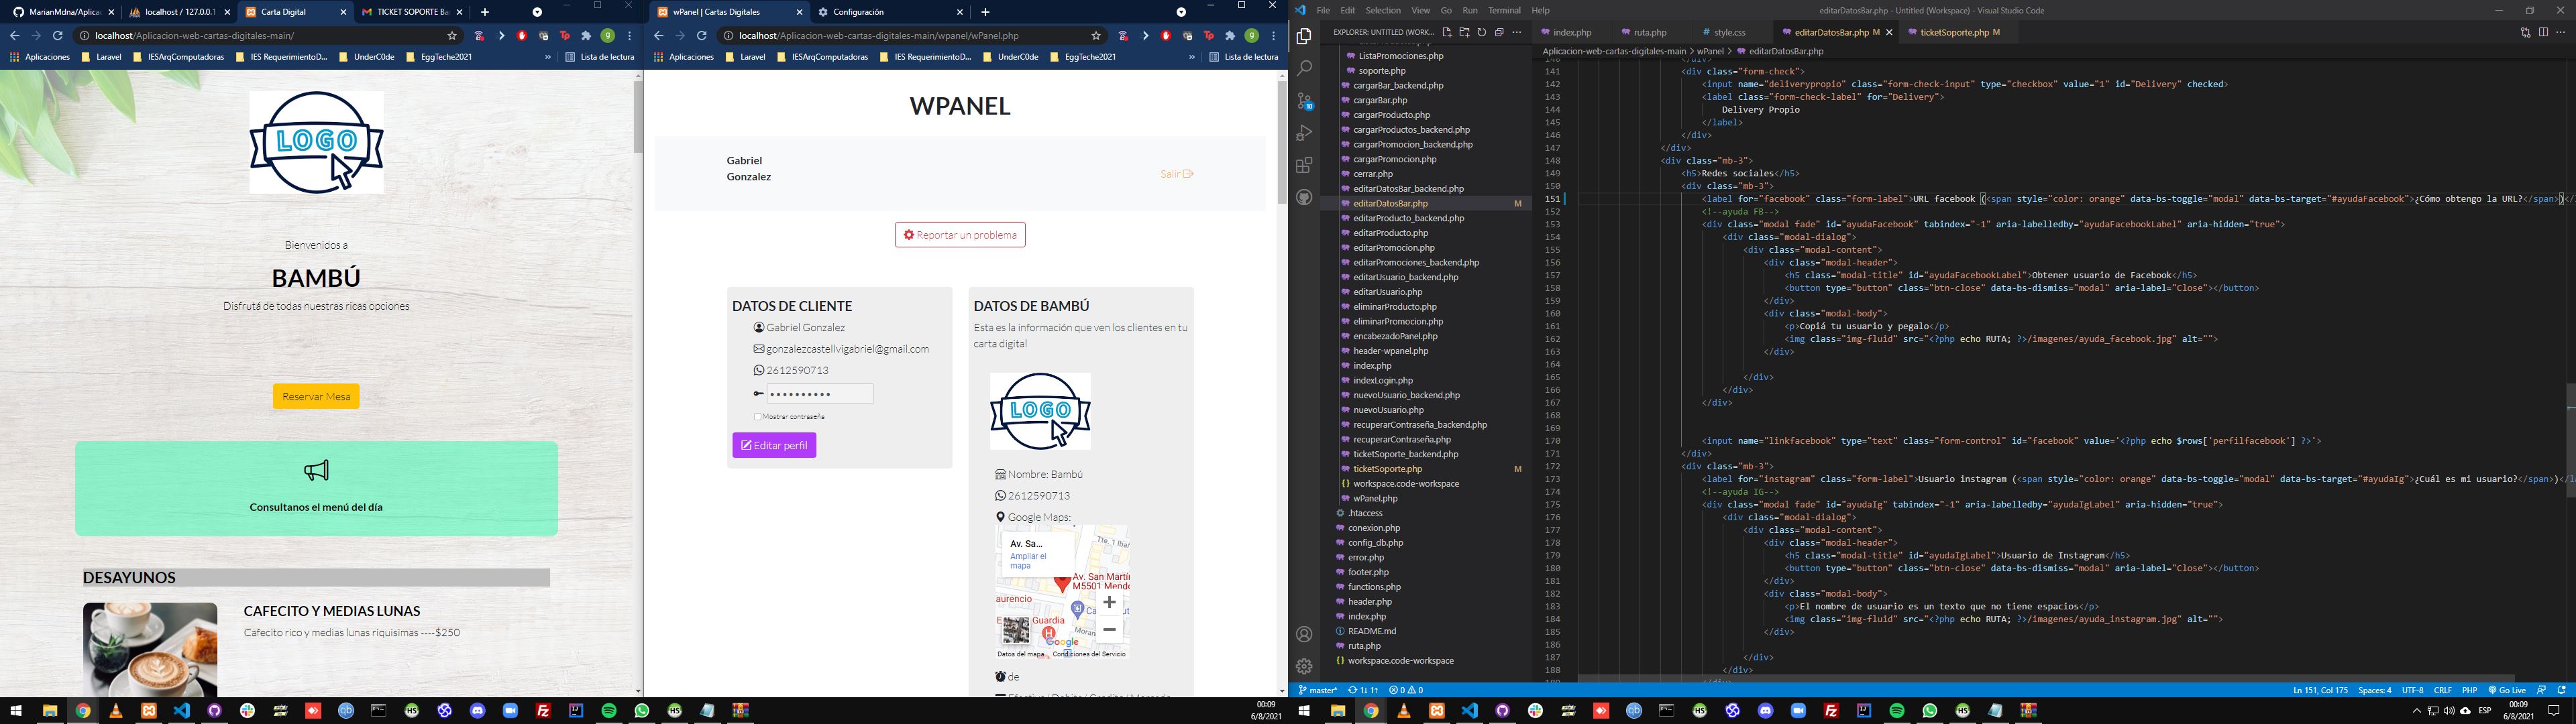 MarianMdna/Aplicac
localhost / 127.0.0.1
Carta Digital
TICKET SOPORTE Ba
localhost/Aplicacion-web-cartas-digitales-main/
Aplicaciones
Laravel
IESArqComputadoras
IES RequerimientoD...
UnderC0de
EggTeche2021
»
Lista de lectura
LOGO
Bienvenidos a
BAMBÚ
Disfrutá de todas nuestras ricas opciones
Reservar Mesa
Consultanos el menú del día
DESAYUNOS
CAFECITO Y MEDIAS LUNAS
Cafecito rico y medias lunas riquisimas ----$250
wPanel | Cartas Digitales
Configuración
localhost/Aplicacion-web-cartas-digitales-main/wpanel/wPanel.php
Aplicaciones
Laravel
IESArqComputadoras
IES RequerimientoD...
UnderC0de
EggTeche2021
»
Lista de lectura
WPANEL
Gabriel
Gonzalez
Salir
Reportar un problema
DATOS DE CLIENTE
Gabriel Gonzalez
gonzalezcastellvigabriel@gmail.com
2612590713
••••••••••
Mostrar contraseña
Editar perfil
DATOS DE BAMBÚ
Esta es la información que ven los clientes en tu
carta digital
LOGO
Nombre: Bambú
2612590713
Google Maps:
Av. Sa...
Ampliar el
mapa
Av. San Martín
M5501 Mendo
aurencio
Guardia
Google
Datos del mapa
Condiciones del Servicio
de
File Edit Selection View Go Run Terminal Help
editarDatosBar.php - Untitled (Workspace) - Visual Studio Code
EXPLORER: UNTITLED (WORK...
ListaPromociones.php
soporte.php
cargarBar_backend.php
cargarBar.php
cargarProducto.php
cargarProductos_backend.php
cargarPromocion_backend.php
cargarPromocion.php
cerrar.php
editarDatosBar_backend.php
editarDatosBar.php M
editarProducto_backend.php
editarProducto.php
editarPromocion.php
editarPromociones_backend.php
editarUsuario_backend.php
editarUsuario.php
eliminarProducto.php
eliminarPromocion.php
encabezadoPanel.php
header-wpanel.php
index.php
indexLogin.php
nuevoUsuario_backend.php
nuevoUsuario.php
recuperarContraseña_backend.php
recuperarContraseña.php
ticketSoporte_backend.php
ticketSoporte.php M
workspace.code-workspace
wPanel.php
.htaccess
conexion.php
config_db.php
error.php
footer.php
functions.php
header.php
index.php
README.md
ruta.php
workspace.code-workspace
index.php
ruta.php
# style.css
editarDatosBar.php M
ticketSoporte.php M
Aplicacion-web-cartas-digitales-main > wPanel > editarDatosBar.php
141 <div class="form-check">
142 <input name="deliverypropio" class="form-check-input" type="checkbox" value="1" id="Delivery" checked>
143 <label class="form-check-label" for="Delivery">
144 Delivery Propio
145 </label>
146 </div>
147 </div>
148 <div class="mb-3">
149 <h5>Redes sociales</h5>
150 <div class="mb-3">
151 <label for="facebook" class="form-label">URL facebook (<span style="color: orange" data-bs-toggle="modal" data-bs-target="#ayudaFacebook">¿Cómo obtengo la URL?</span>)</
152 <!--ayuda FB-->
153 <div class="modal fade" id="ayudaFacebook" tabindex="-1" aria-labelledby="ayudaFacebookLabel" aria-hidden="true">
154 <div class="modal-dialog">
155 <div class="modal-content">
156 <div class="modal-header">
157 <h5 class="modal-title" id="ayudaFacebookLabel">Obtener usuario de Facebook</h5>
158 <button type="button" class="btn-close" data-bs-dismiss="modal" aria-label="Close"></button>
159 </div>
160 <div class="modal-body">
161 <p>Copiá tu usuario y pegalo</p>
162 <img class="img-fluid" src="<?php echo RUTA; ?>/imagenes/ayuda_facebook.jpg" alt="">
163 </div>
164
165 </div>
166 </div>
167 </div>
168
169
170 <input name="linkfacebook" type="text" class="form-control" id="facebook" value='<?php echo $rows['perfilfacebook'] ?>'>
171 </div>
172 <div class="mb-3">
173 <label for="instagram" class="form-label">Usuario instagram (<span style="color: orange" data-bs-toggle="modal" data-bs-target="#ayudaIg">¿Cuál es mi usuario?</span>)</la
174 <!--ayuda IG-->
175 <div class="modal fade" id="ayudaIg" tabindex="-1" aria-labelledby="ayudaIgLabel" aria-hidden="true">
176 <div class="modal-dialog">
177 <div class="modal-content">
178 <div class="modal-header">
179 <h5 class="modal-title" id="ayudaIgLabel">Usuario de Instagram</h5>
180 <button type="button" class="btn-close" data-bs-dismiss="modal" aria-label="Close"></button>
181 </div>
182 <div class="modal-body">
183 <p>El nombre de usuario es un texto que no tiene espacios</p>
184 <img class="img-fluid" src="<?php echo RUTA; ?>/imagenes/ayuda_instagram.jpg" alt="">
185 </div>
186
187 </div>
188 </div>
master*
1↓ 1↑
0 0
Ln 151, Col 175
Spaces: 4
UTF-8
CRLF
PHP
Go Live
00:09
6/8/2021
ESP
00:09
6/8/2021